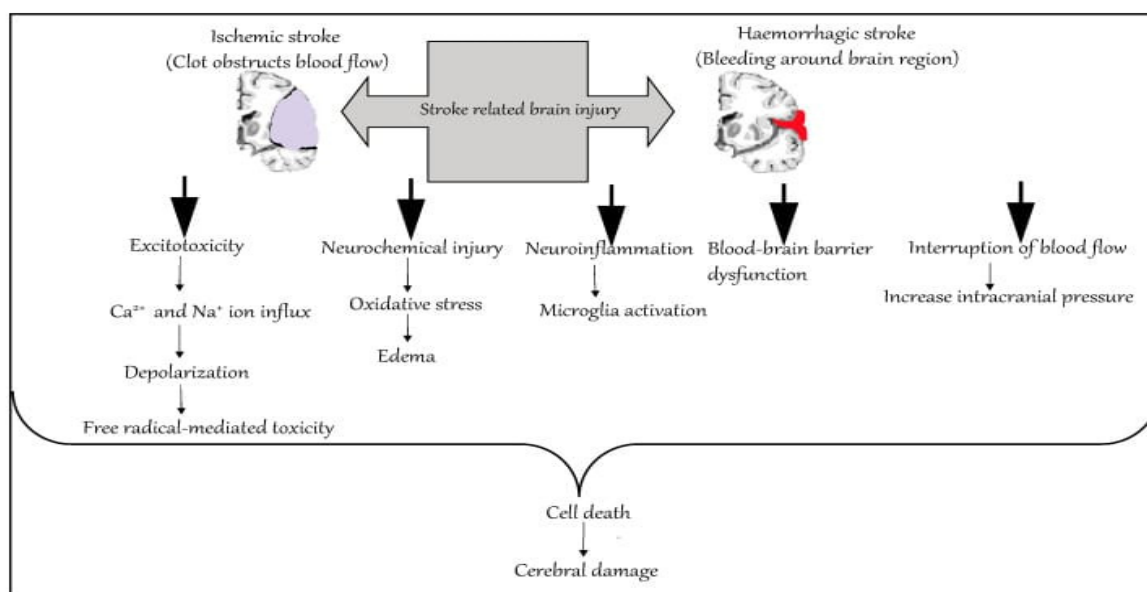 Ischemic stroke
(Clot obstructs blood flow)
Stroke related brain injury
Haemorrhagic stroke
(Bleeding around brain region)
Excitotoxicity
Ca²⁺ and Na⁺ ion influx
Depolarization
Free radical-mediated toxicity
Neurochemical injury
Oxidative stress
Edema
Neuroinflammation
Microglia activation
Blood-brain barrier
dysfunction
Interruption of blood flow
Increase intracranial pressure
Cell death
Cerebral damage